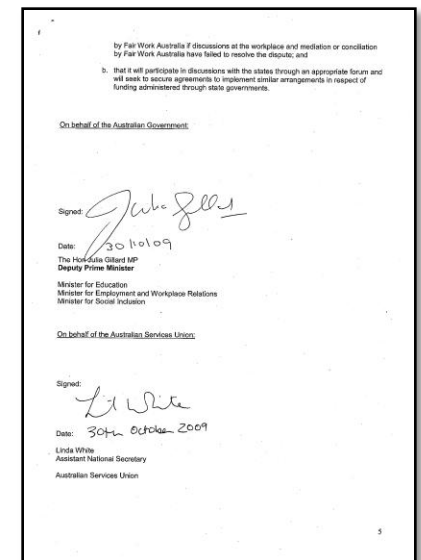 by Fair Work Australia if discussions at the workplace and mediation or conciliation
by Fair Work Australia have failed to resolve the dispute; and
b. that it will participate in discussions with the states through an appropriate forum and
will seek to secure agreements to implement similar arrangements in respect of
funding administered through state governments.
On behalf of the Australian Government:
Signed: Julia Gillard
Date: 30/10/09
The Hon Julia Gillard MP
Deputy Prime Minister
Minister for Education
Minister for Employment and Workplace Relations
Minister for Social Inclusion
On behalf of the Australian Services Union:
Signed:
L White
Date: 30th October 2009
Linda White
Assistant National Secretary
Australian Services Union
5